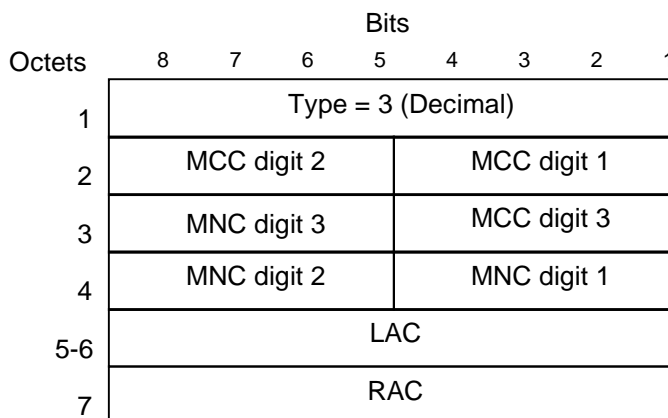 Bits
Octets 8 7 6 5 4 3 2 1
1 Type = 3 (Decimal)
2 MCC digit 2 MCC digit 1
3 MNC digit 3 MCC digit 3
4 MNC digit 2 MNC digit 1
5-6 LAC
7 RAC